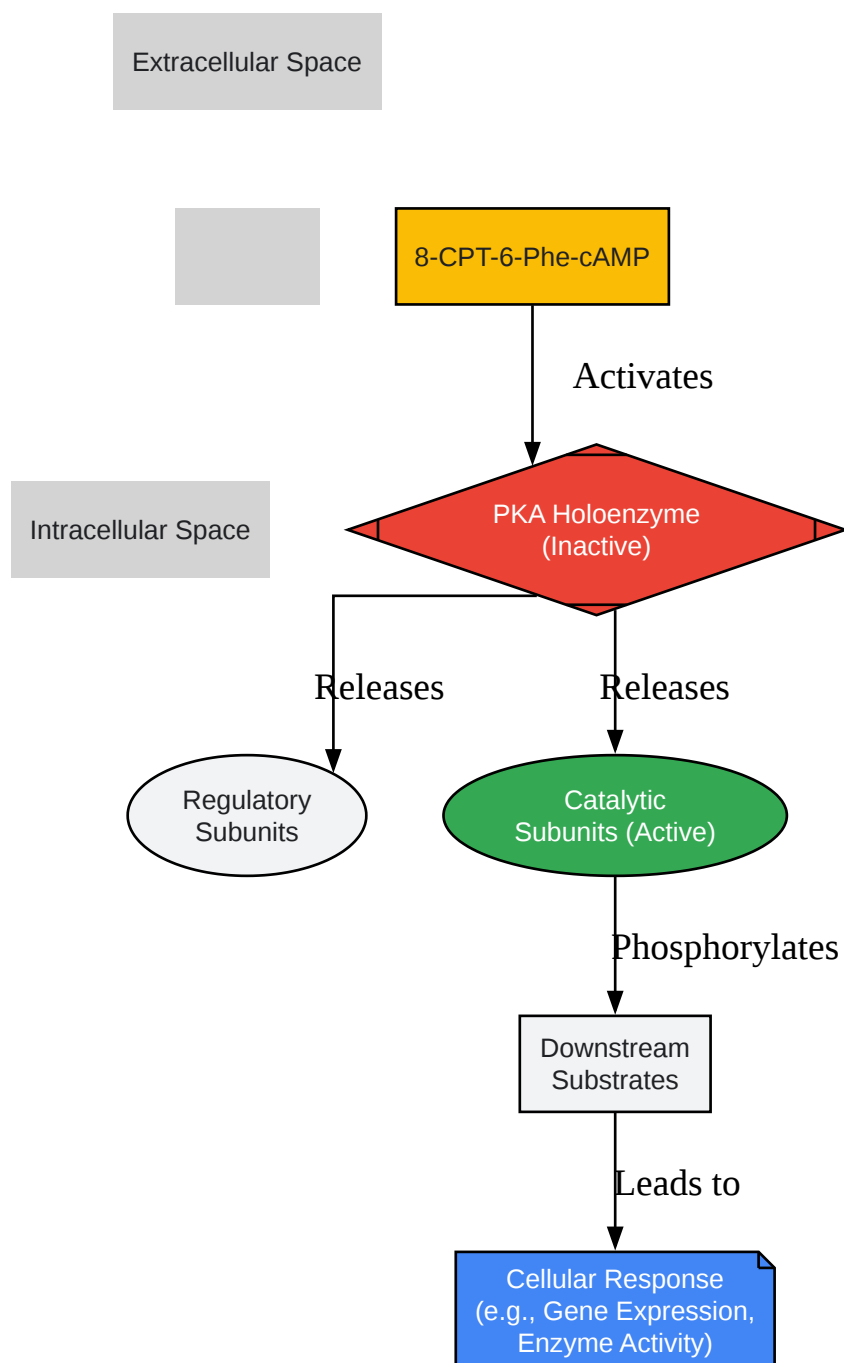 Extracellular Space
8-CPT-6-Phe-cAMP
Activates
Intracellular Space
PKA Holoenzyme
(Inactive)
Releases
Releases
Regulatory
Subunits
Catalytic
Subunits (Active)
Phosphorylates
Downstream
Substrates
Leads to
Cellular Response
(e.g., Gene Expression,
Enzyme Activity)